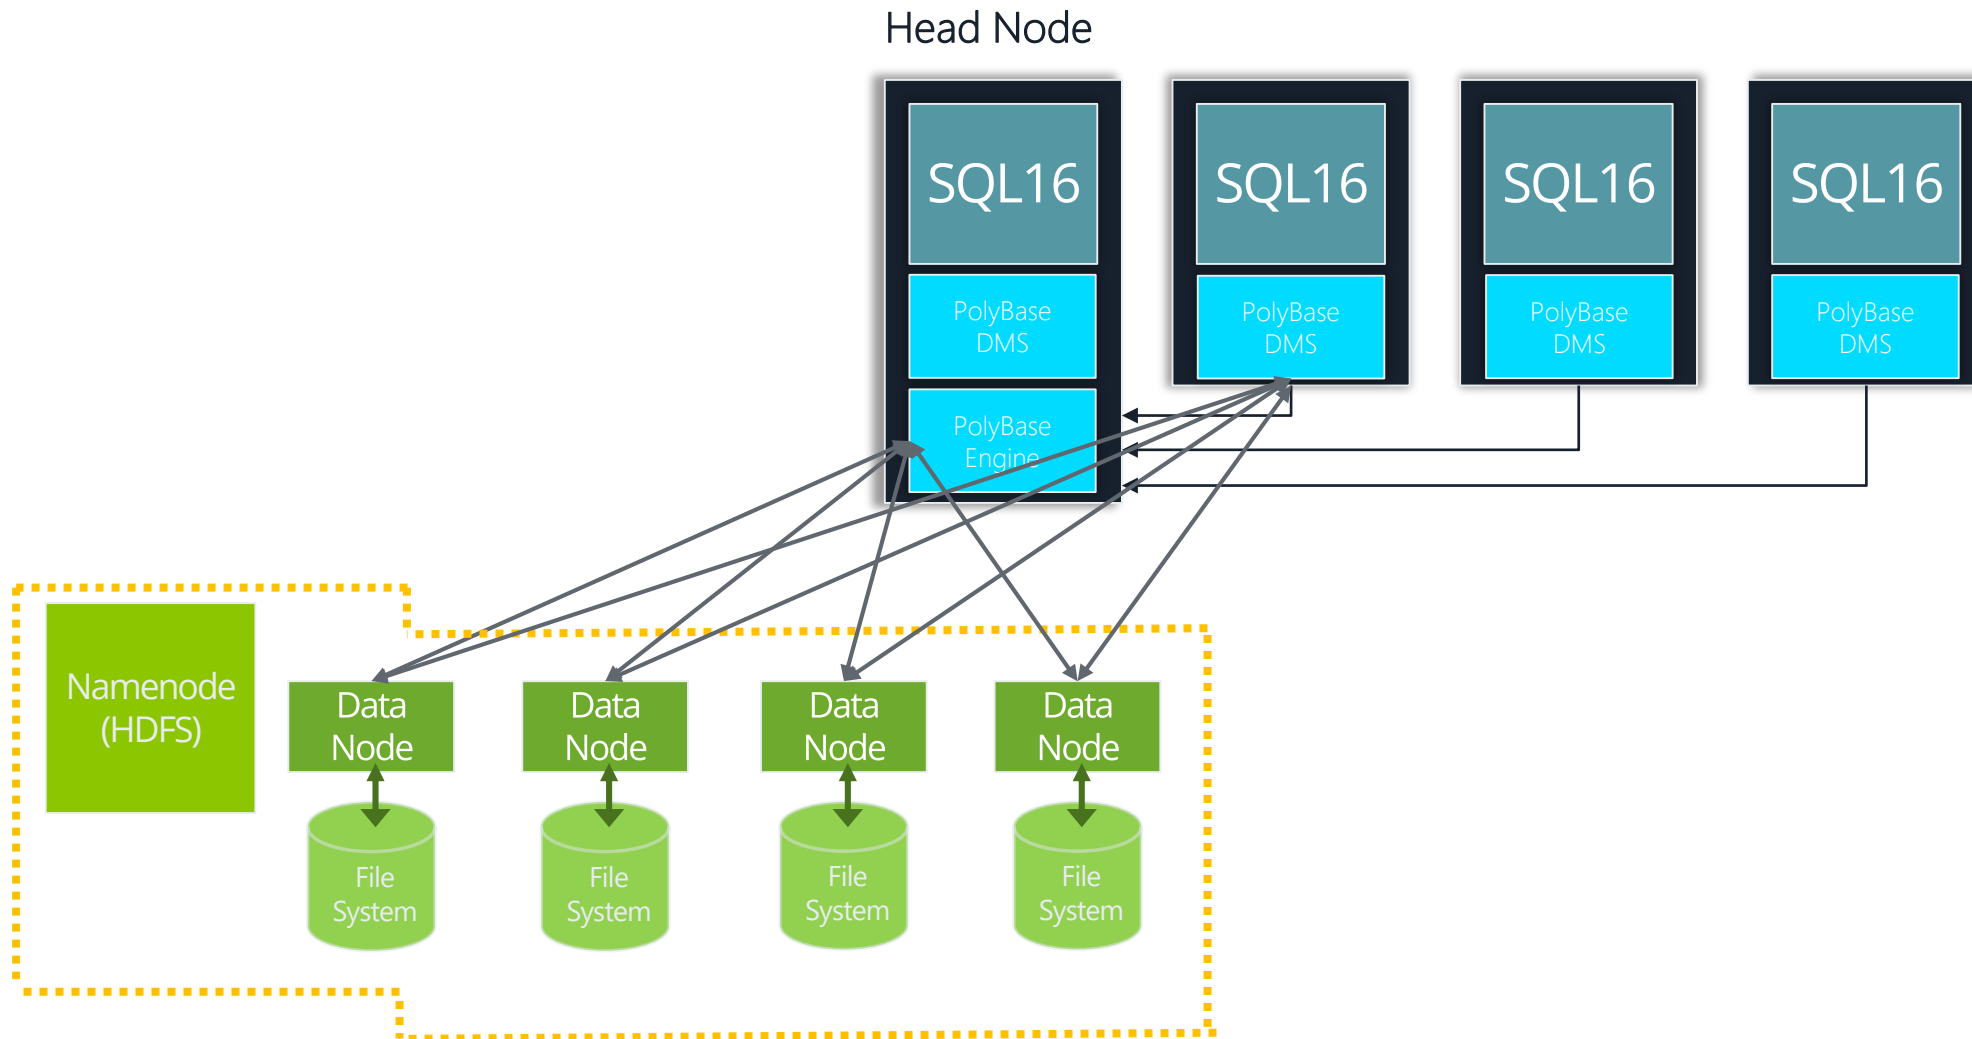 Head Node
SQL16
PolyBase
DMS
PolyBase
Engine
SQL16
PolyBase
DMS
SQL16
PolyBase
DMS
SQL16
PolyBase
DMS
Namenode
(HDFS)
Data
Node
File
System
Data
Node
File
System
Data
Node
File
System
Data
Node
File
System